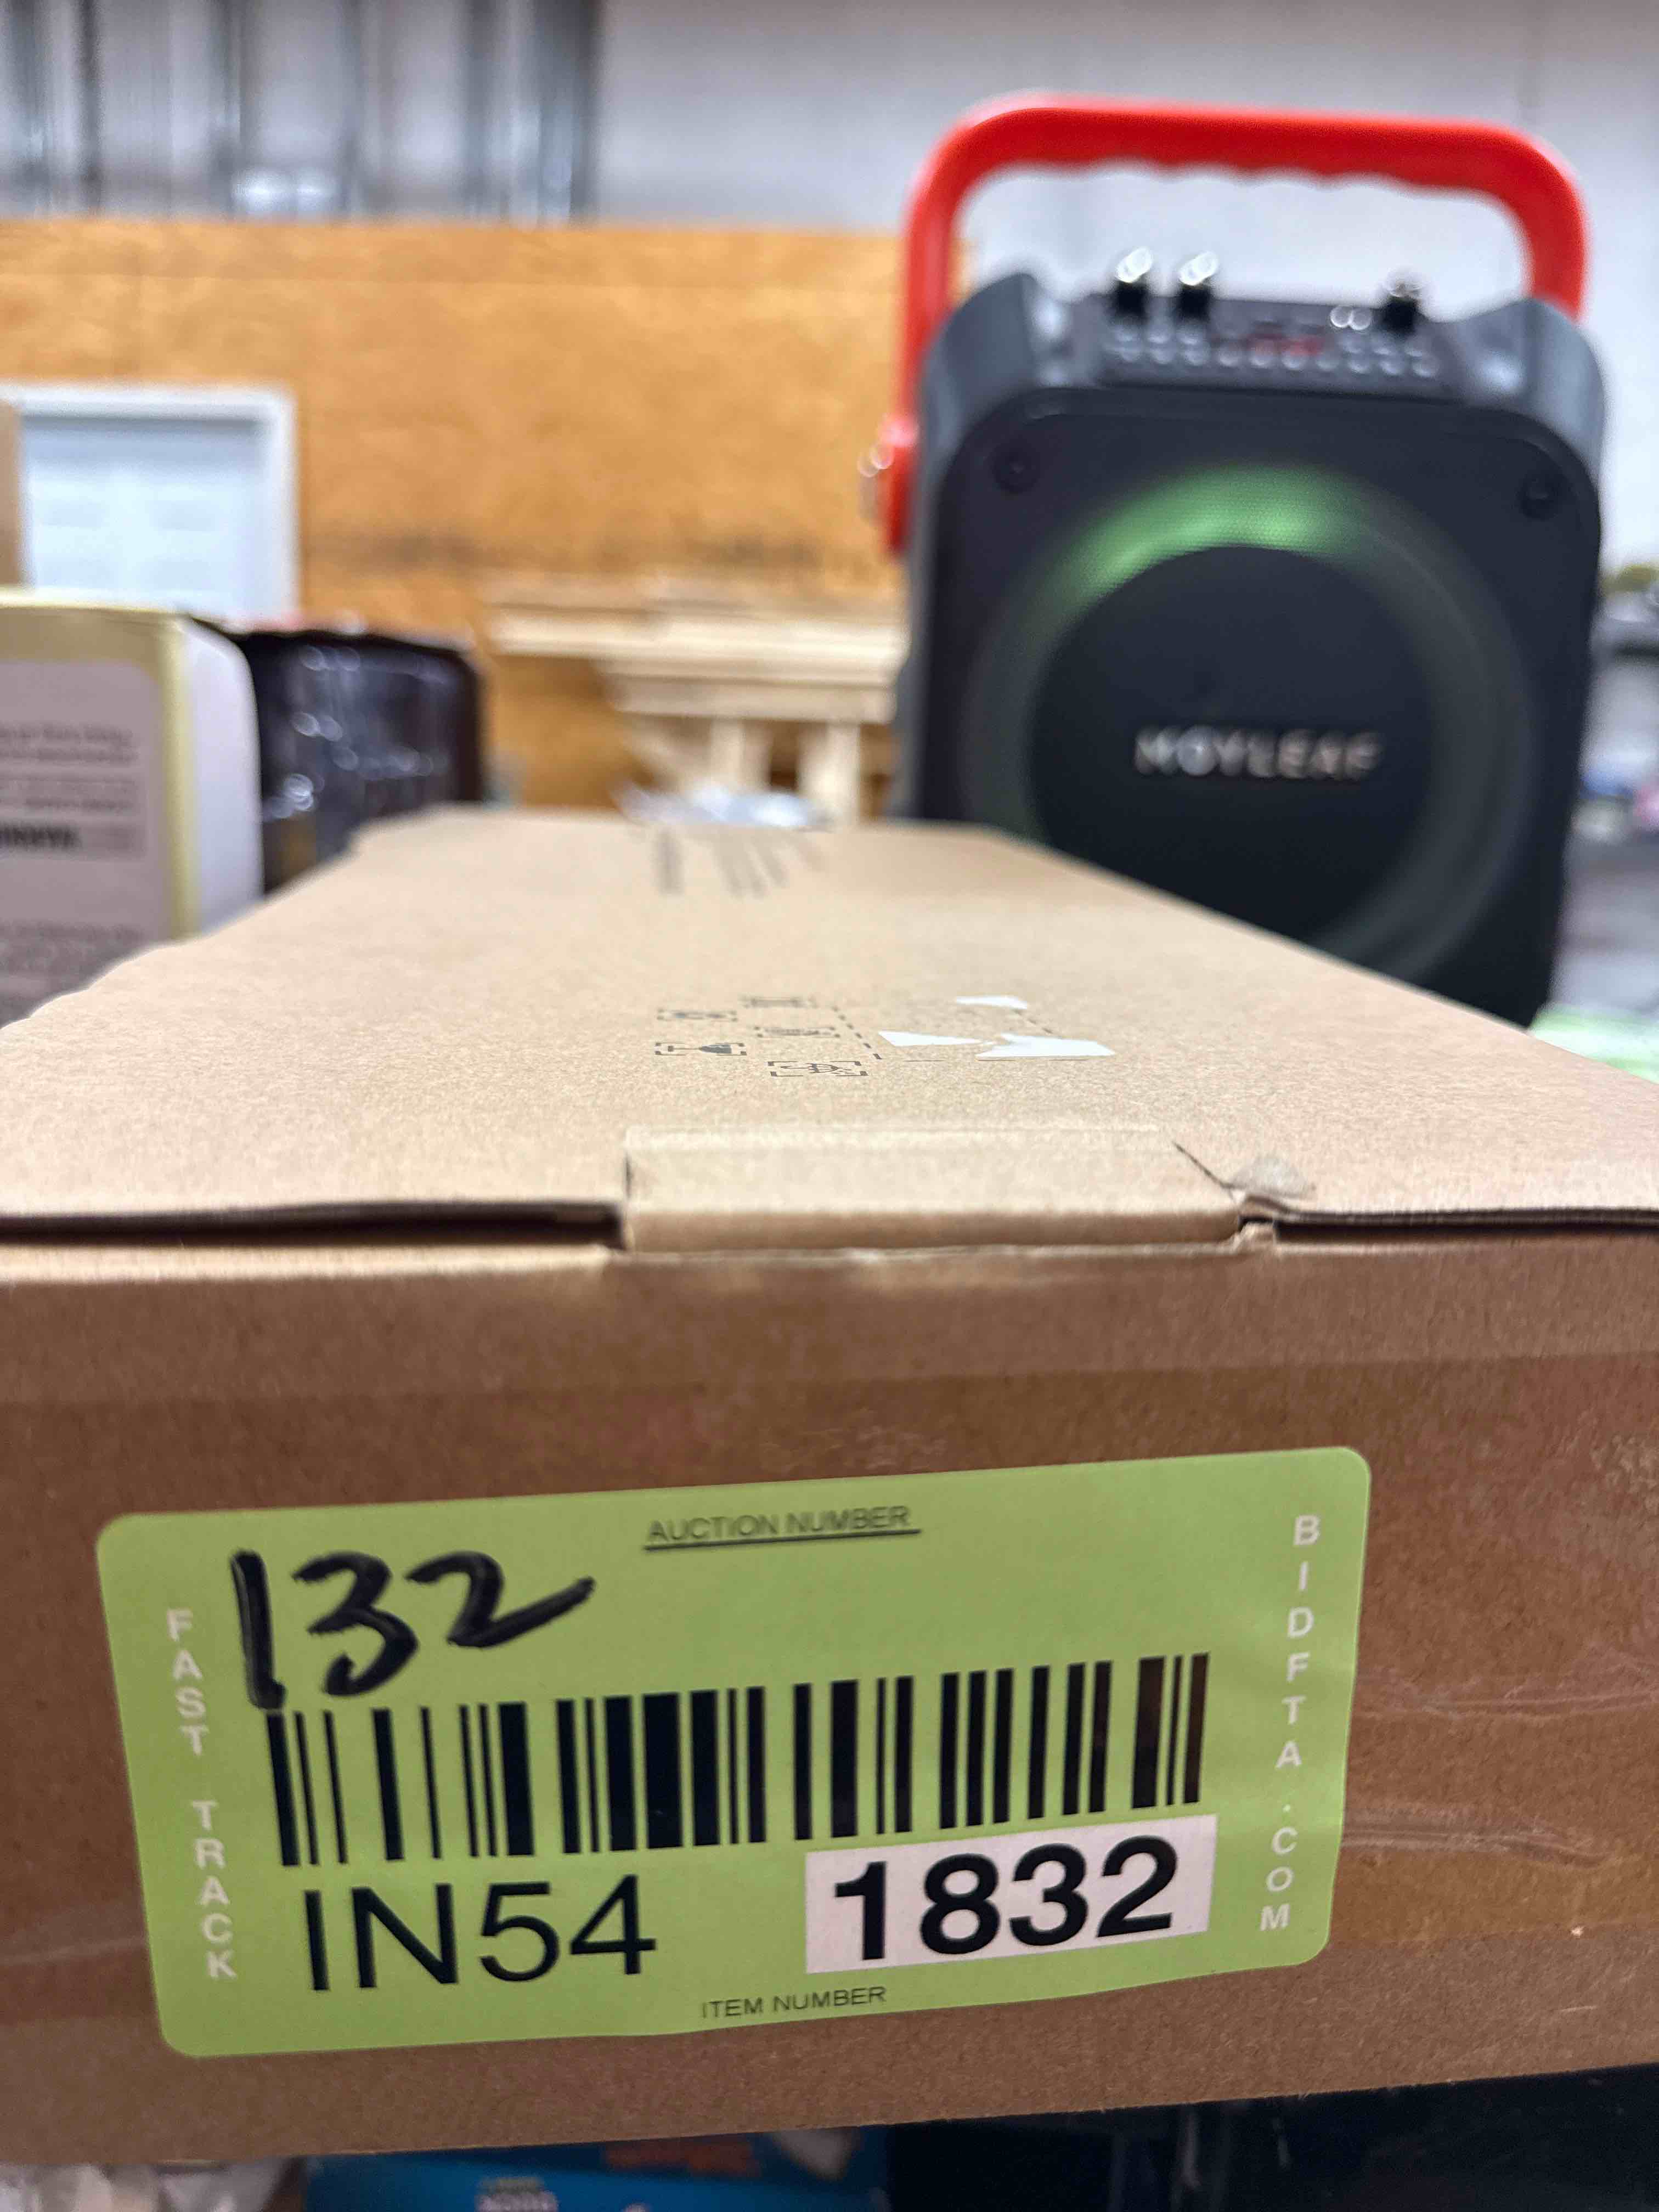 MOYLEAF
AUCTION NUMBER
132
FAST TRACK
BIDFTA.COM
IN54 1832
ITEM NUMBER